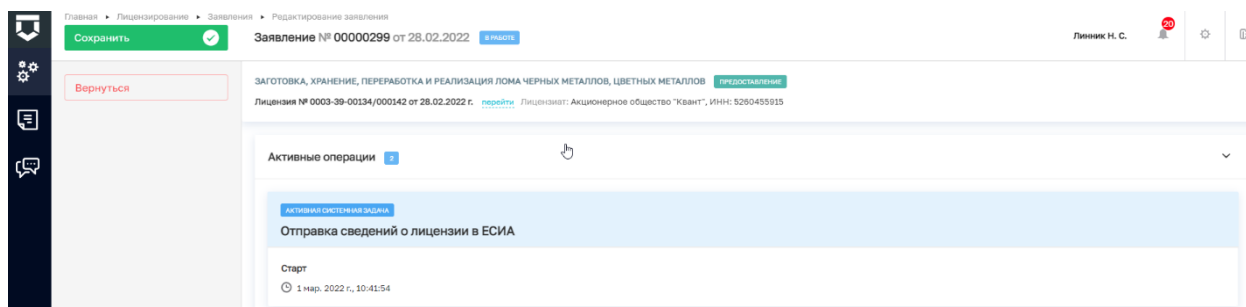 Главная ▸ Лицензирование ▸ Заявления ▸ Редактирование заявления
Сохранить
Заявление № 00000299 от 28.02.2022 В РАБОТЕ
Линник Н. С.
20
Вернуться
ЗАГОТОВКА, ХРАНЕНИЕ, ПЕРЕРАБОТКА И РЕАЛИЗАЦИЯ ЛОМА ЧЕРНЫХ МЕТАЛЛОВ, ЦВЕТНЫХ МЕТАЛЛОВ ПРЕДОСТАВЛЕНИЕ
Лицензия № 0003-39-00134/000142 от 28.02.2022 г. перейти Лицензиат: Акционерное общество "Квант", ИНН: 5260455915
Активные операции 2
АКТИВНАЯ СИСТЕМНАЯ ЗАДАЧА
Отправка сведений о лицензии в ЕСИА
Старт
1 мар. 2022 г., 10:41:54